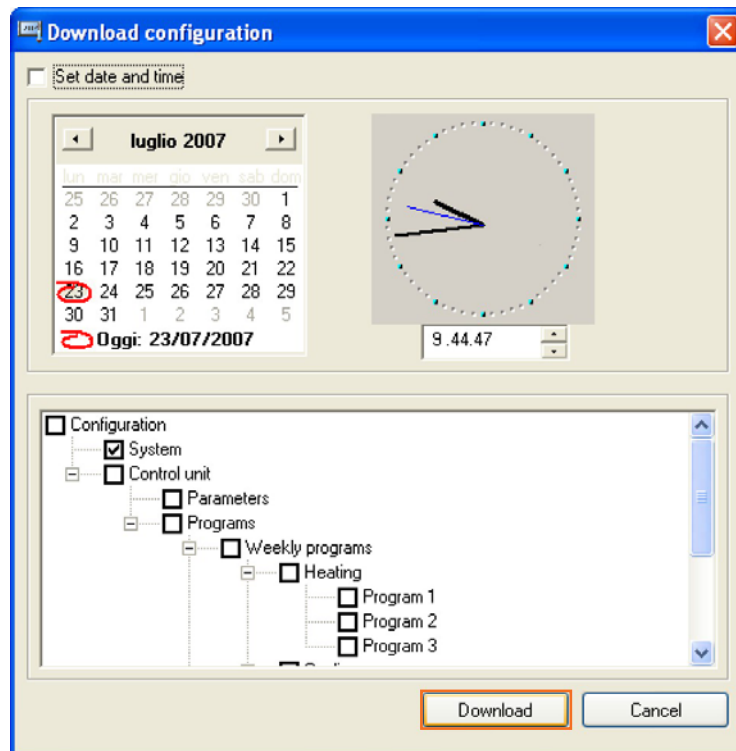 Download configuration
Set date and time
luglio 2007
lun mar mer gio ven sab dom
25 26 27 28 29 30 1
2 3 4 5 6 7 8
9 10 11 12 13 14 15
16 17 18 19 20 21 22
23 24 25 26 27 28 29
30 31 1 2 3 4 5
Oggi: 23/07/2007
9 .44.47
Configuration
System
Control unit
Parameters
Programs
Weekly programs
Heating
Program 1
Program 2
Program 3
Download Cancel